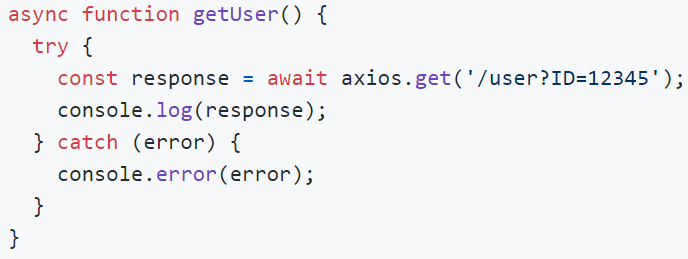 async function getUser() {
  try {
    const response = await axios.get('/user?ID=12345');
    console.log(response);
  } catch (error) {
    console.error(error);
  }
}